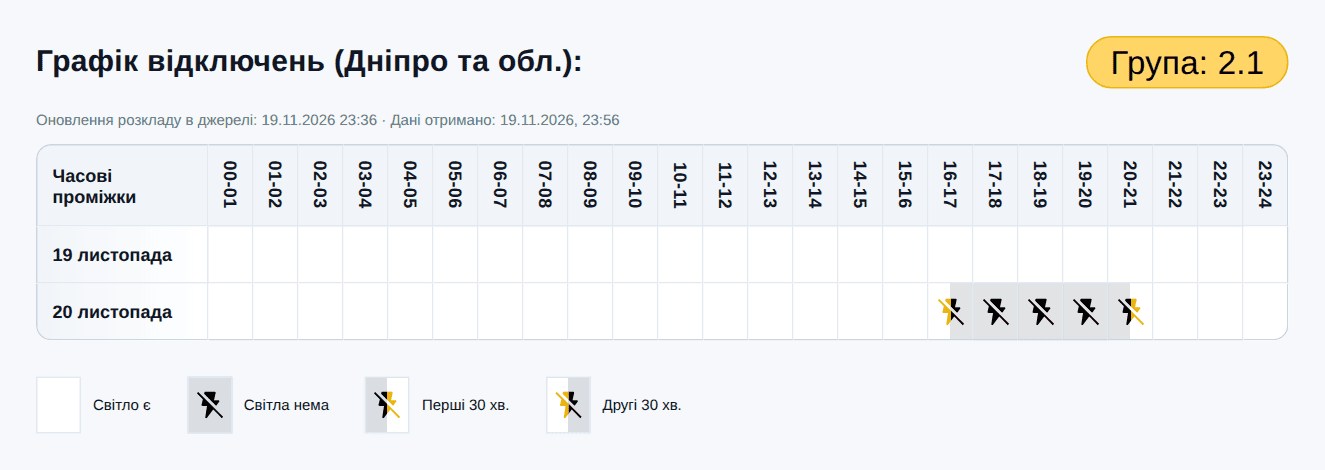 Графік відключень (Дніпро та обл.):
Група: 2.1
Оновлення розкладу в джерелі: 19.11.2026 23:36 · Дані отримано: 19.11.2026, 23:56
Часові
проміжки
00-01
01-02
02-03
03-04
04-05
05-06
06-07
07-08
08-09
09-10
10-11
11-12
12-13
13-14
14-15
15-16
16-17
17-18
18-19
19-20
20-21
21-22
22-23
23-24
19 листопада
20 листопада
Світло є
Світла нема
Перші 30 хв.
Другі 30 хв.